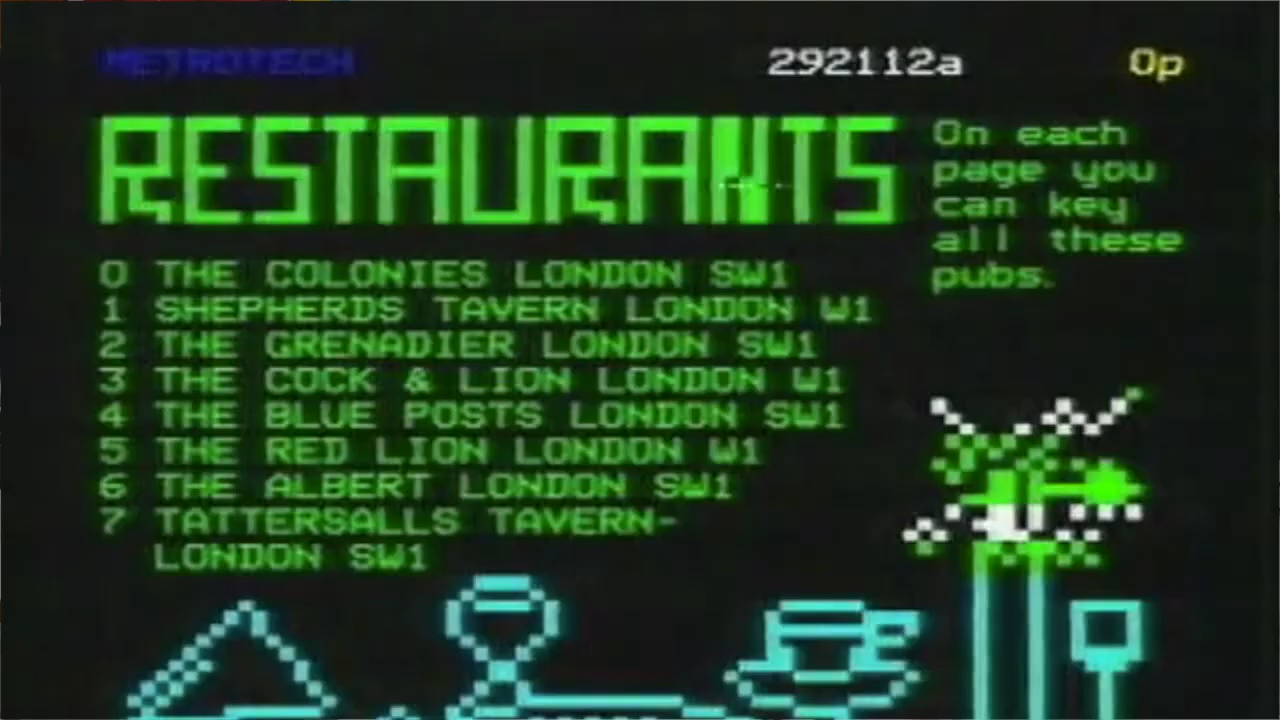 METROTECH 292112a 0p
RESTAURANTS
On each
page you
can key
all these
pubs.
0 THE COLONIES LONDON SW1
1 SHEPHERDS TAVERN LONDON W1
2 THE GRENADIER LONDON SW1
3 THE COCK & LION LONDON W1
4 THE BLUE POSTS LONDON SW1
5 THE RED LION LONDON W1
6 THE ALBERT LONDON SW1
7 TATTERSALLS TAVERN-
LONDON SW1